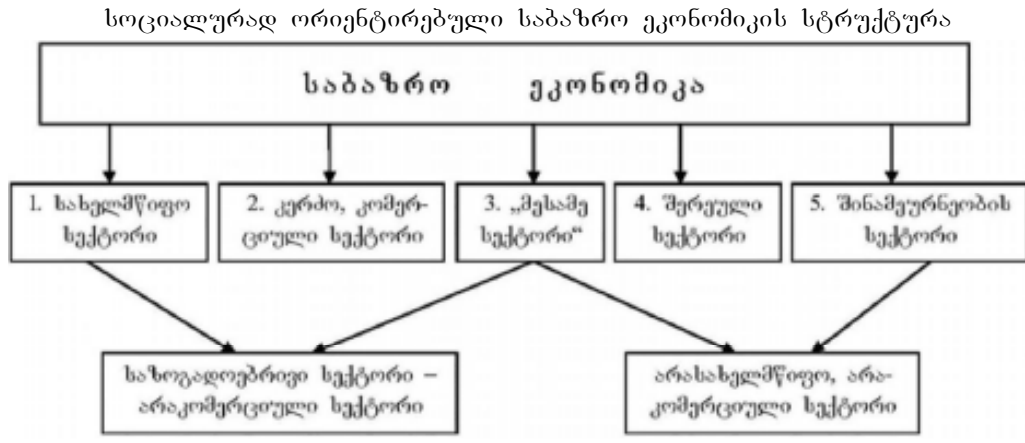 სოციალურად ორიენტირებული საბაზრო ეკონომიკის სტრუქტურა
საბაზრო ეკონომიკა
1. სახელმწიფო
სექტორი
2. კერძო, კომერ-
ციული სექტორი
3. „მესამე
სექტორი“
4. შერეული
სექტორი
5. შინამეურნეობის
სექტორი
საზოგადოებრივი სექტორი –
არაკომერციული სექტორი
არასახელმწიფო, არა-
კომერციული სექტორი